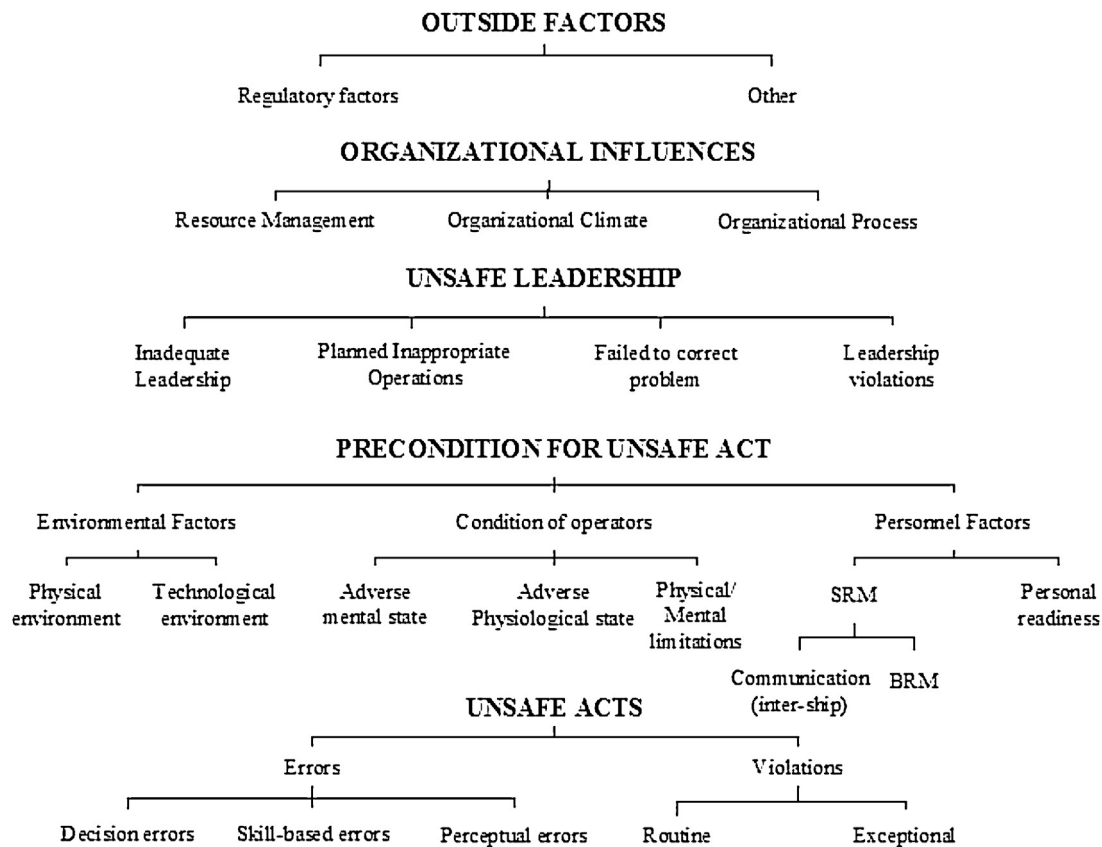 OUTSIDE FACTORS
Regulatory factors Other
ORGANIZATIONAL INFLUENCES
Resource Management Organizational Climate Organizational Process
UNSAFE LEADERSHIP
Inadequate Leadership
Planned Inappropriate Operations
Failed to correct problem
Leadership violations
PRECONDITION FOR UNSAFE ACT
Environmental Factors Condition of operators Personnel Factors
Physical environment
Technological environment
Adverse mental state
Adverse Physiological state
Physical/ Mental limitations
SRM
Personal readiness
Communication (inter-ship)
BRM
UNSAFE ACTS
Errors Violations
Decision errors Skill-based errors Perceptual errors Routine Exceptional